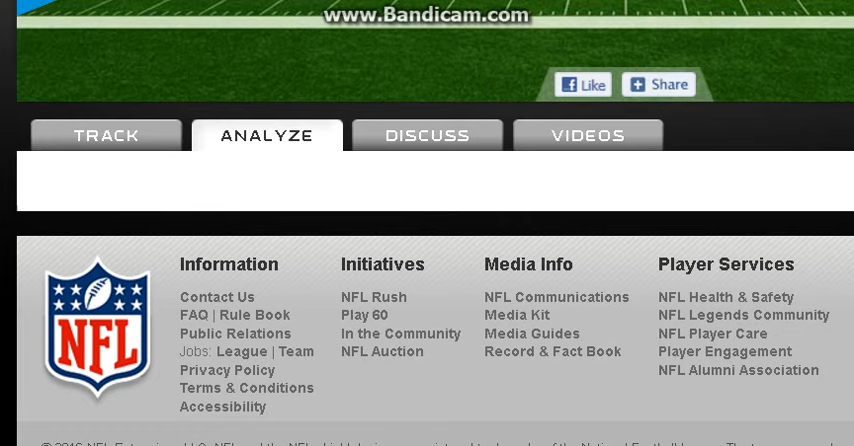 www.Bandicam.com
Like
Share
TRACK
ANALYZE
DISCUSS
VIDEOS
NFL
Information
Contact Us
FAQ | Rule Book
Public Relations
Jobs: League | Team
Privacy Policy
Terms & Conditions
Accessibility
Initiatives
NFL Rush
Play 60
In the Community
NFL Auction
Media Info
NFL Communications
Media Kit
Media Guides
Record & Fact Book
Player Services
NFL Health & Safety
NFL Legends Community
NFL Player Care
Player Engagement
NFL Alumni Association